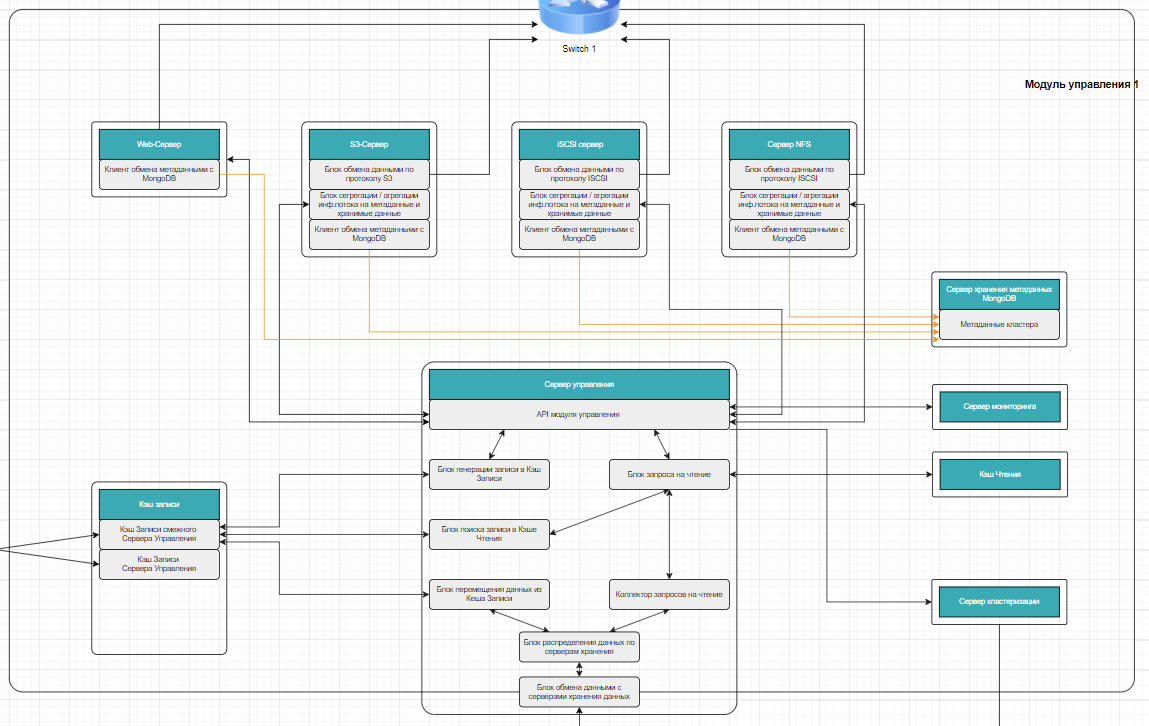 Switch 1
Модуль управления 1
Web-Сервер
Клиент обмена метаданными с
MongoDB
S3-Сервер
Блок обмена данными по
протоколу S3
Блок сегрегации / агрегации
инф.потока на метаданные и
хранимые данные
Клиент обмена метаданными с
MongoDB
iSCSI сервер
Блок обмена данными по
протоколу ISCSI
Блок сегрегации / агрегации
инф.потока на метаданные и
хранимые данные
Клиент обмена метаданными с
MongoDB
Сервер NFS
Блок обмена данными по
протоколу ISCSI
Блок сегрегации / агрегации
инф.потока на метаданные и
хранимые данные
Клиент обмена метаданными с
MongoDB
Сервер хранения метаданных
MongoDB
Метаданные кластера
Сервер управления
API модуля управления
Сервер мониторинга
Блок генерации записи в Кэш
Записи
Блок запроса на чтение
Кэш Чтения
Кэш записи
Кэш Записи смежного
Сервера Управления
Кэш Записи
Сервера Управления
Блок поиска записи в Кэше
Чтения
Блок перемещения данных из
Кеша Записи
Коллектор запросов на чтение
Сервер кластеризации
Блок распределения данных по
серверам хранения
Блок обмена данными с
серверами хранения данных